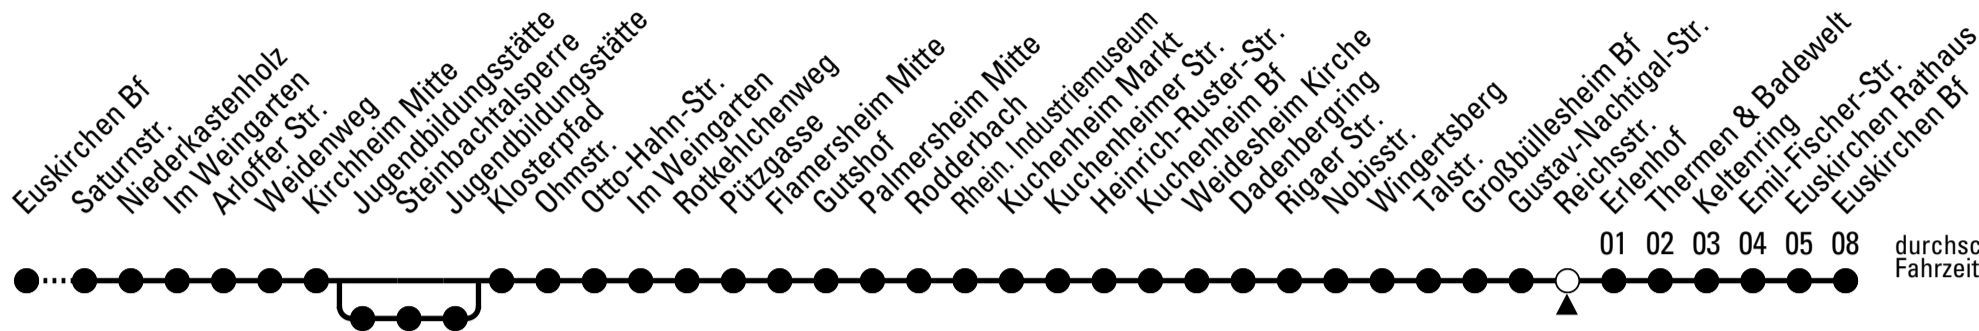 Euskirchen Bf
Saturnstr.
Niederkastenholz
Im Weingarten
Arloffer Str.
Weidenweg
Kirchheim Mitte
Jugendbildungsstätte
Steinbachtalsperre
Jugendbildungsstätte
Klosterpfad
Ohmstr.
Otto-Hahn-Str.
Im Weingarten
Rotkehlchenweg
Pützgasse
Flamersheim Mitte
Gutshof
Palmersheim Mitte
Rodderbach
Rhein. Industriemuseum
Kuchenheim Markt
Kuchenheimer Str.
Heinrich-Ruster-Str.
Kuchenheim Bf
Weidesheim Kirche
Dadenbergring
Rigaer Str.
Nobisstr.
Wingertsberg
Talstr.
Großbüllesheim Bf
Gustav-Nachtigal-Str.
Reichsstr.
Erlenhof
Thermen & Badewelt
Keltenring
Emil-Fischer-Str.
Euskirchen Rathaus
Euskirchen Bf
01 02 03 04 05 08
durchsc
Fahrzeit